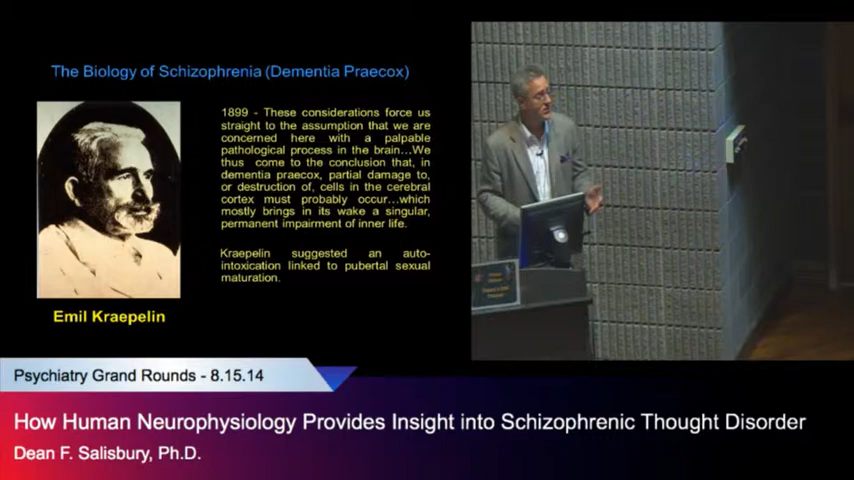 The Biology of Schizophrenia (Dementia Praecox)
1899 - These considerations force us
straight to the assumption that we are
concerned here with a palpable
pathological process in the brain...We
thus come to the conclusion that, in
dementia praecox, partial damage to,
or destruction of, cells in the cerebral
cortex must probably occur...which
mostly brings in its wake a singular,
permanent impairment of inner life.
Kraepelin suggested an auto-
intoxication linked to pubertal sexual
maturation.
Emil Kraepelin
Psychiatry Grand Rounds - 8.15.14
How Human Neurophysiology Provides Insight into Schizophrenic Thought Disorder
Dean F. Salisbury, Ph.D.